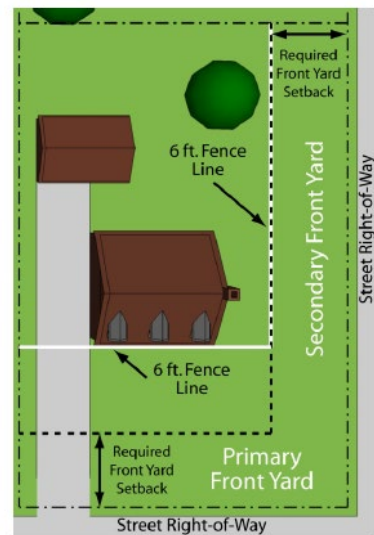 Required
Front Yard
Setback
6 ft. Fence
Line
Secondary Front Yard
Street Right-of-Way
6 ft. Fence
Line
Required
Front Yard
Setback
Primary
Front Yard
Street Right-of-Way